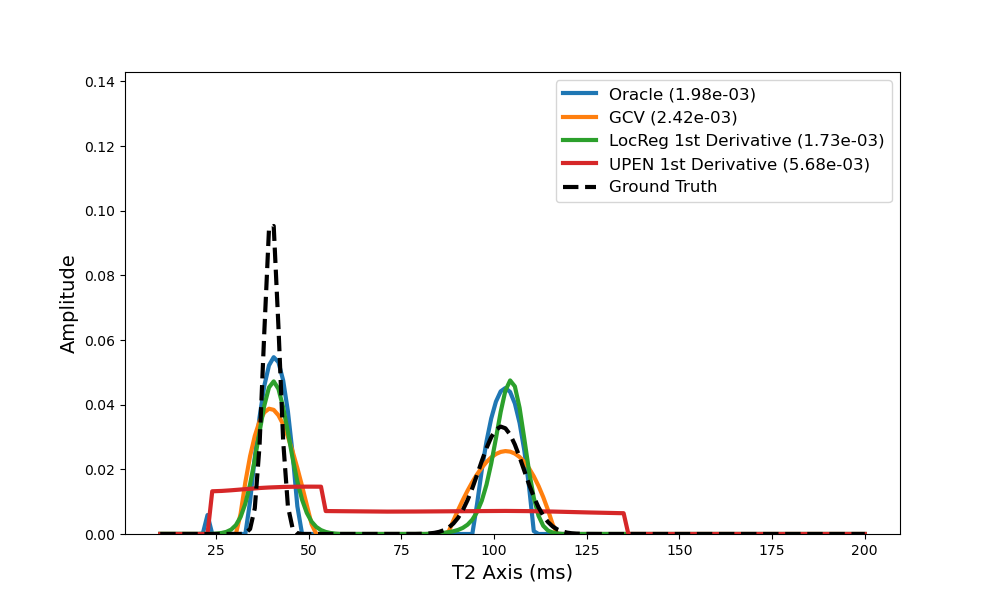 0.14
0.12
0.10
0.08
0.06
0.04
0.02
0.00
Amplitude
25 50 75 100 125 150 175 200
T2 Axis (ms)
Oracle (1.98e-03)
GCV (2.42e-03)
LocReg 1st Derivative (1.73e-03)
UPEN 1st Derivative (5.68e-03)
Ground Truth